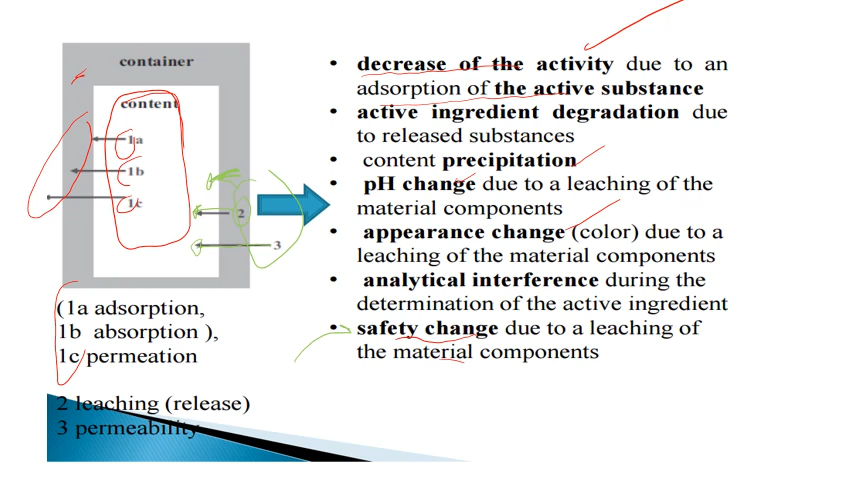 container
content
1a
1b
1c
2
3
(1a adsorption,
1b absorption ),
1c permeation
2 leaching (release)
3 permeability
• decrease of the activity due to an
adsorption of the active substance
• active ingredient degradation due
to released substances
• content precipitation
• pH change due to a leaching of the
material components
• appearance change (color) due to a
leaching of the material components
• analytical interference during the
determination of the active ingredient
• safety change due to a leaching of
the material components